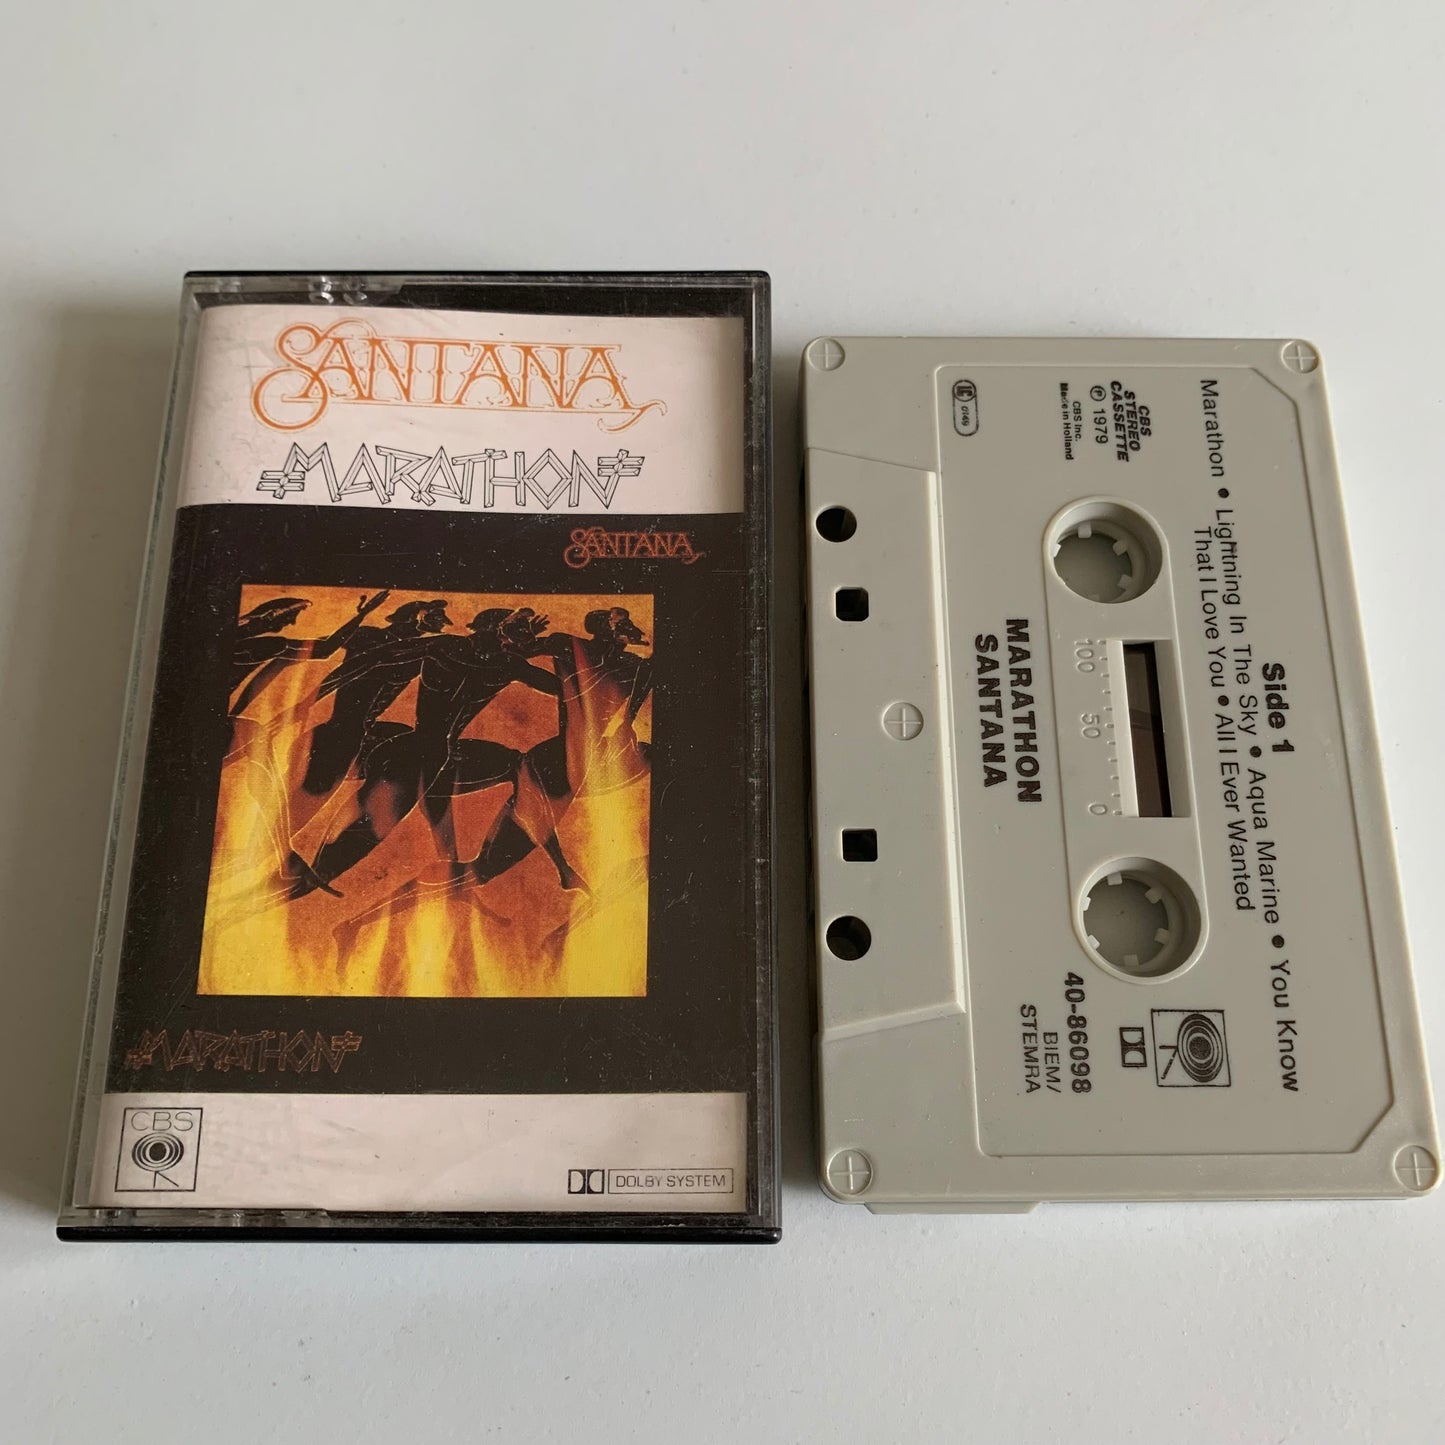 SANTANA
MARATHON
SANTANA
MARATHON
CBS
DOLBY SYSTEM
Side 1
Marathon • Lightning In The Sky • Aqua Marine • You Know
That I Love You • All I Ever Wanted
CBS
STEREO
CASSETTE
Ⓟ 1979
CBS Inc.
Made in Holland
MARATHON
SANTANA
100 50 0
40-86098
BIEM/
STEMRA